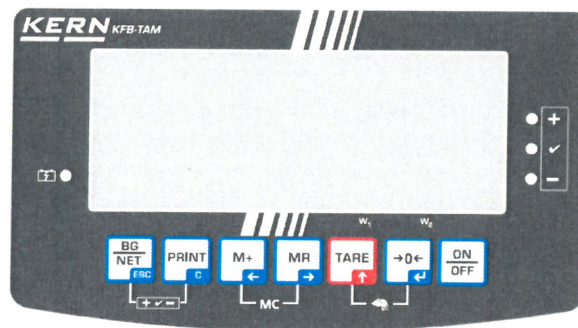 KERN KFB-TAM
+
✓
−
W1 W2
BG
NET
ESC
PRINT
C
M+
←
MR
→
TARE
↑
→0←
↵
ON
OFF
+ ✓ −
MC